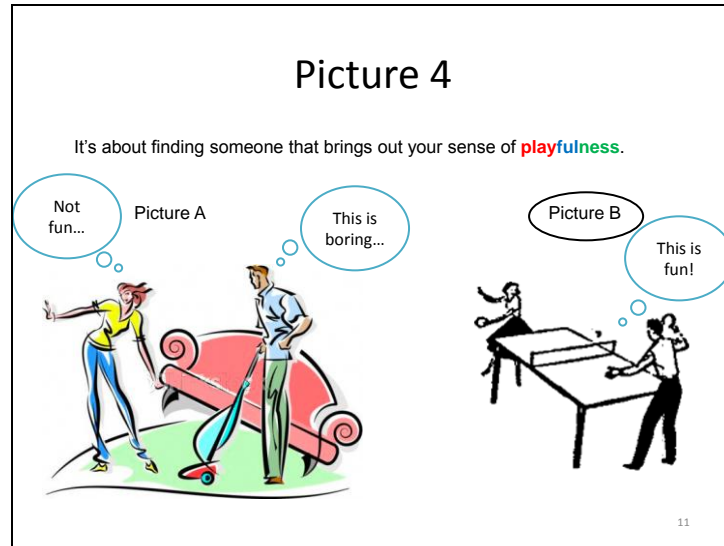 Picture 4
It's about finding someone that brings out your sense of playfulness.
Not
fun...
Picture A
This is
boring...
Picture B
This is
fun!
11